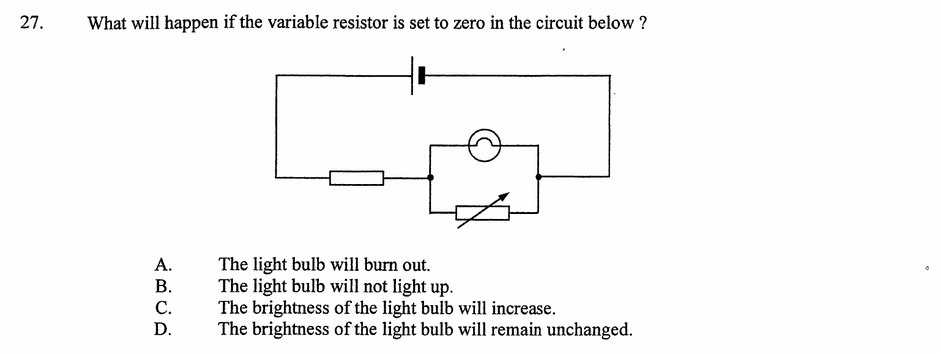 27. What will happen if the variable resistor is set to zero in the circuit below ?
A. The light bulb will burn out.
B. The light bulb will not light up.
C. The brightness of the light bulb will increase.
D. The brightness of the light bulb will remain unchanged.